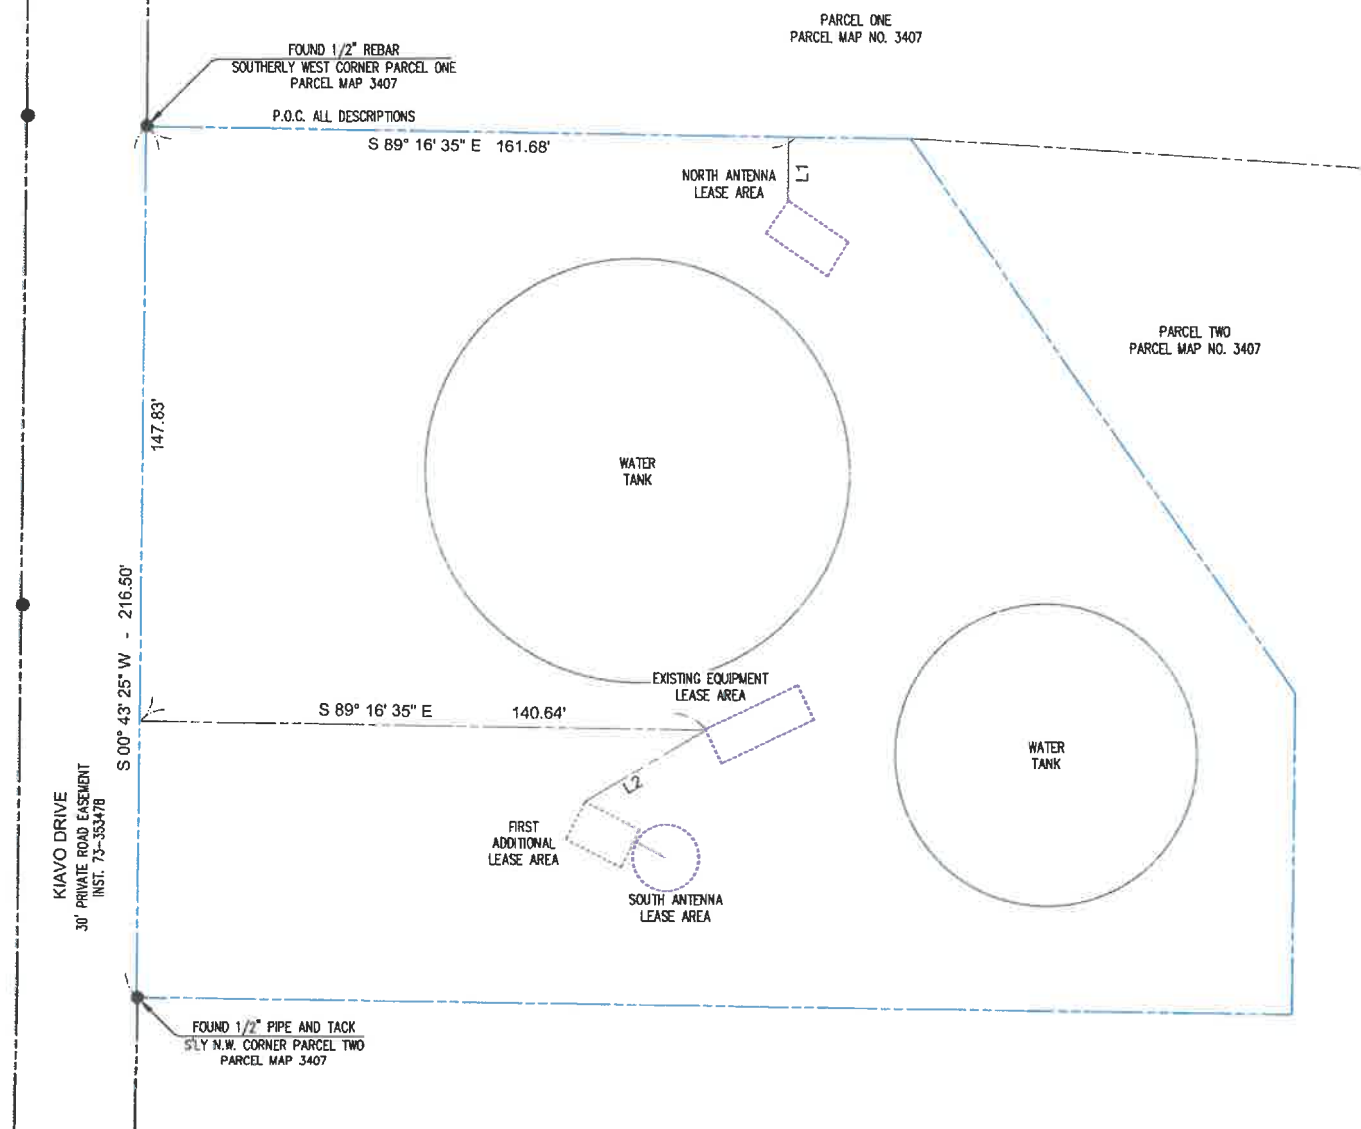 PARCEL ONE
PARCEL MAP NO. 3407
FOUND 1/2" REBAR
SOUTHERLY WEST CORNER PARCEL ONE
PARCEL MAP 3407
P.O.C. ALL DESCRIPTIONS
S 89° 16' 35" E 161.68'
NORTH ANTENNA
LEASE AREA
L1
PARCEL TWO
PARCEL MAP NO. 3407
147.83'
WATER
TANK
S 00° 43' 25" W - 216.50'
EXISTING EQUIPMENT
LEASE AREA
S 89° 16' 35" E 140.64'
WATER
TANK
L2
KIAVO DRIVE
30' PRIVATE ROAD EASEMENT
INST. 73-353478
FIRST
ADDITIONAL
LEASE AREA
SOUTH ANTENNA
LEASE AREA
FOUND 1/2" PIPE AND TACK
S'LY N.W. CORNER PARCEL TWO
PARCEL MAP 3407